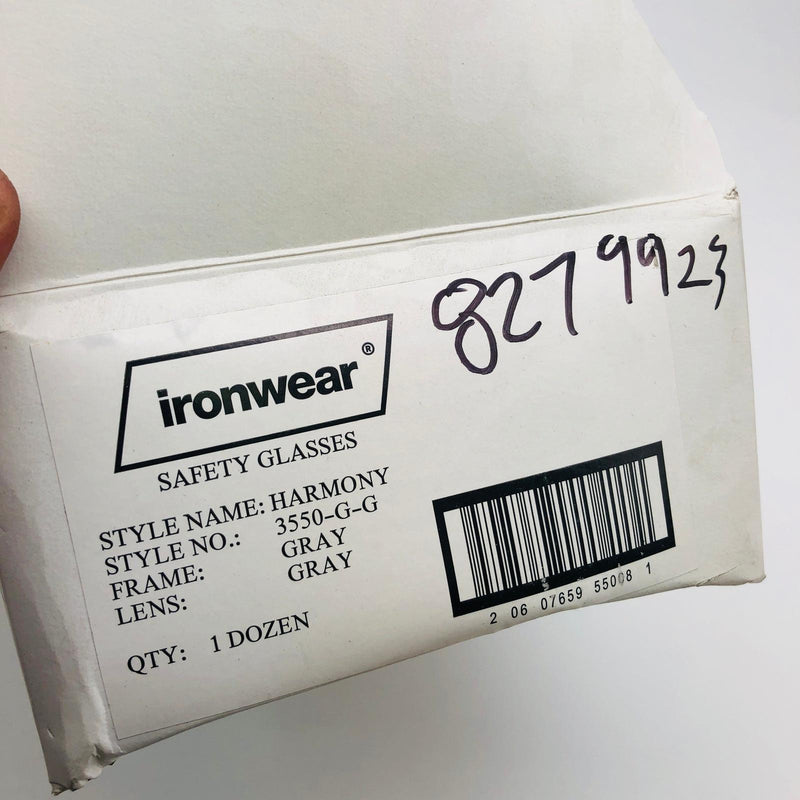 8279923
ironwear®
SAFETY GLASSES
STYLE NAME: HARMONY
STYLE NO.: 3550-G-G
FRAME: GRAY
LENS: GRAY
QTY: 1 DOZEN
2 06 07659 55008 1